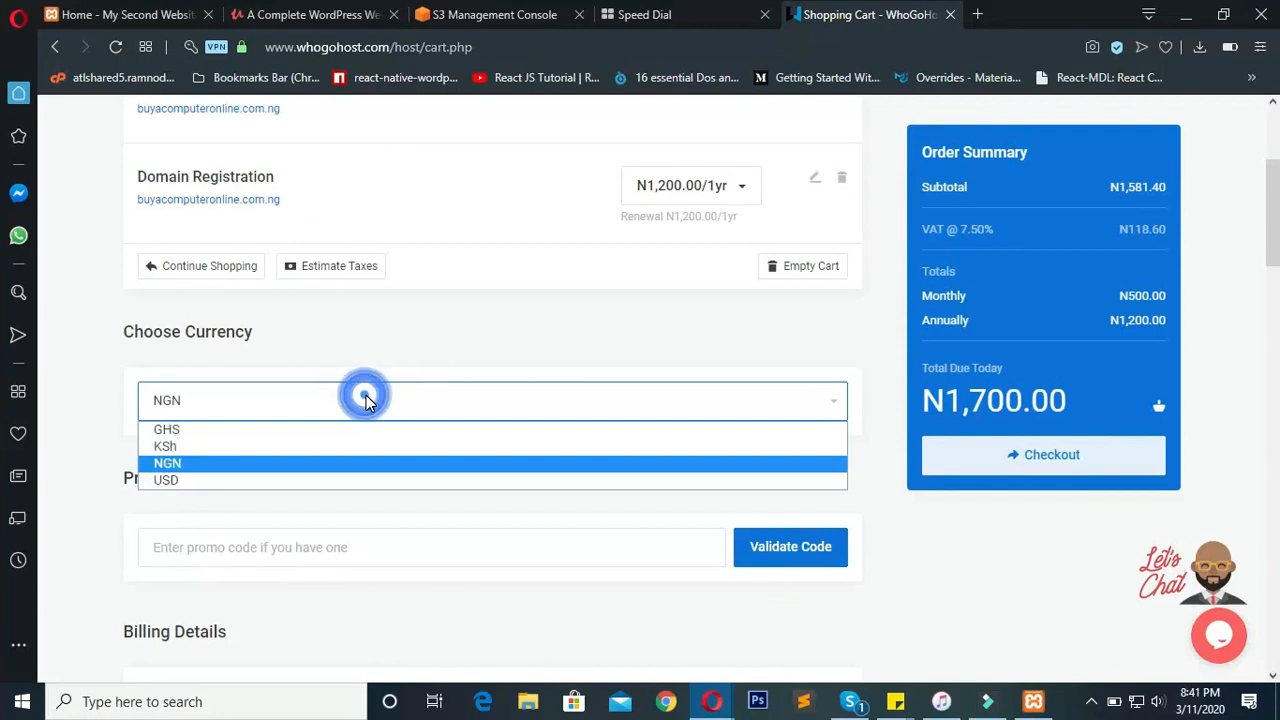 Home - My Second Websit
A Complete WordPress We
S3 Management Console
Speed Dial
Shopping Cart - WhoGoHo
VPN
www.whogohost.com/host/cart.php
atlshared5.ramnod...
Bookmarks Bar (Chr...
react-native-wordp...
React JS Tutorial | R...
16 essential Dos an...
Getting Started Wit...
Overrides - Materia...
React-MDL: React C...
buyacomputeronline.com.ng
Domain Registration
buyacomputeronline.com.ng
N1,200.00/1yr
Renewal N1,200.00/1yr
Continue Shopping
Estimate Taxes
Empty Cart
Choose Currency
NGN
GHS
KSh
NGN
USD
Pr
Enter promo code if you have one
Validate Code
Billing Details
Order Summary
Subtotal N1,581.40
VAT @ 7.50% N118.60
Totals
Monthly N500.00
Annually N1,200.00
Total Due Today
N1,700.00
Checkout
Let's
Chat
Type here to search
Ps
1
8:41 PM
3/11/2020